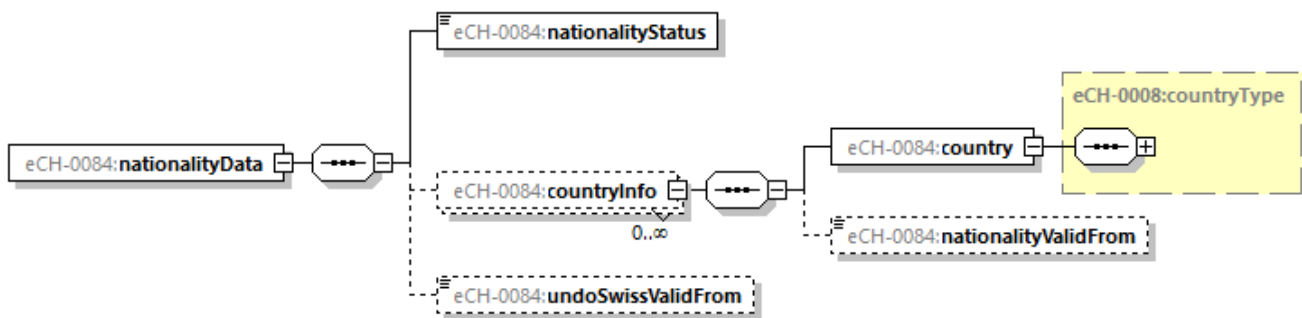 eCH-0084:nationalityStatus
eCH-0008:countryType
eCH-0084:country
eCH-0084:nationalityData
eCH-0084:countryInfo
0..∞
eCH-0084:nationalityValidFrom
eCH-0084:undoSwissValidFrom